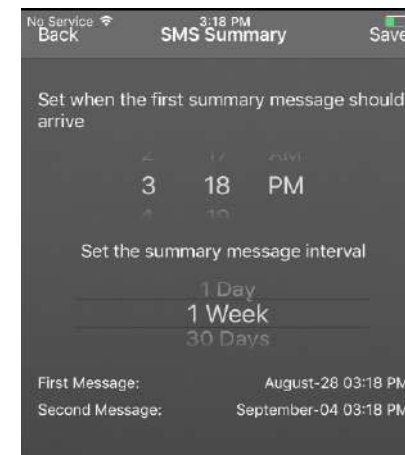 No Service 3:18 PM
Back SMS Summary Save
Set when the first summary message should
arrive
3 18 PM
Set the summary message interval
1 Day
1 Week
30 Days
First Message: August-28 03:18 PM
Second Message: September-04 03:18 PM